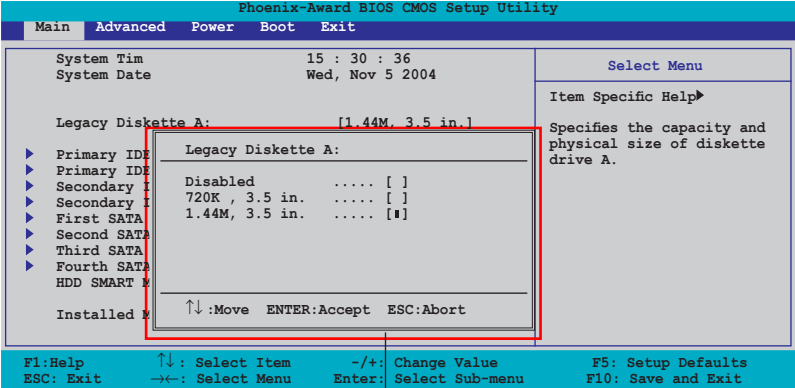 Phoenix-Award BIOS CMOS Setup Utility
Main Advanced Power Boot Exit
System Tim 15 : 30 : 36
System Date Wed, Nov 5 2004
Legacy Diskette A: [1.44M, 3.5 in.]
Primary IDE
Primary IDE
Secondary I
Secondary I
First SATA
Second SATA
Third SATA
Fourth SATA
HDD SMART M
Installed M
Legacy Diskette A:
Disabled ..... [ ]
720K , 3.5 in. ..... [ ]
1.44M, 3.5 in. ..... [▮]
↑↓ :Move ENTER:Accept ESC:Abort
Select Menu
Item Specific Help▶
Specifies the capacity and
physical size of diskette
drive A.
F1:Help ↑↓ : Select Item -/+: Change Value F5: Setup Defaults
ESC: Exit →←: Select Menu Enter: Select Sub-menu F10: Save and Exit